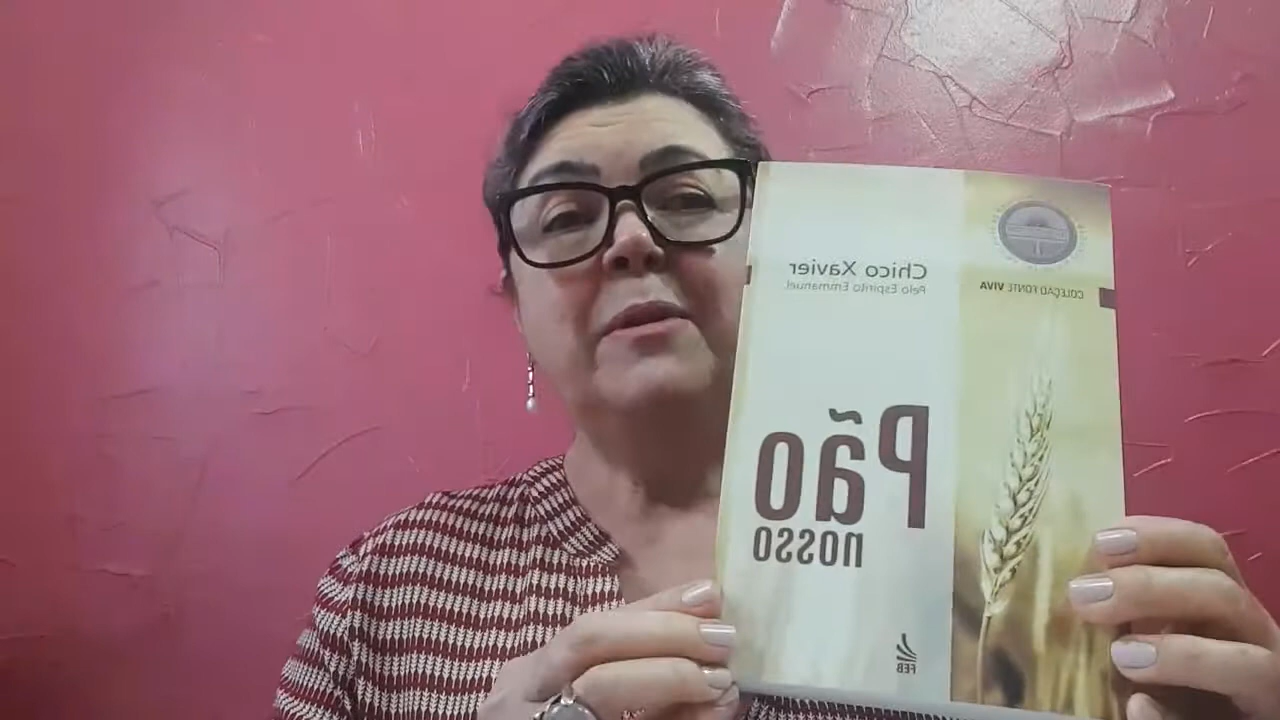 Chico Xavier
Pelo Espírito Emmanuel
COLEÇÃO FONTE VIVA
Pão
nosso
FEB